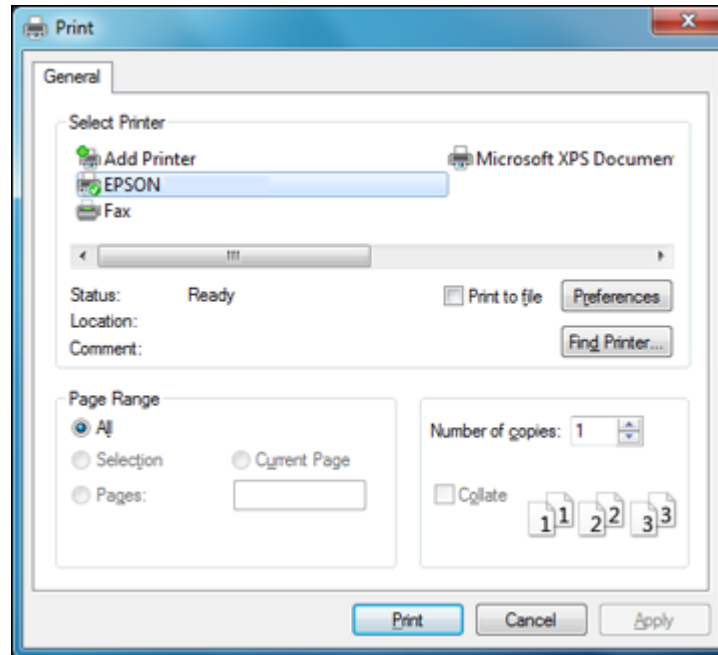 Print
General
Select Printer
Add Printer
Microsoft XPS Documen
EPSON
Fax
Status: Ready
Print to file
Preferences
Location:
Comment:
Find Printer...
Page Range
All
Selection
Current Page
Pages:
Number of copies: 1
Collate
1 1 2 2 3 3
Print
Cancel
Apply